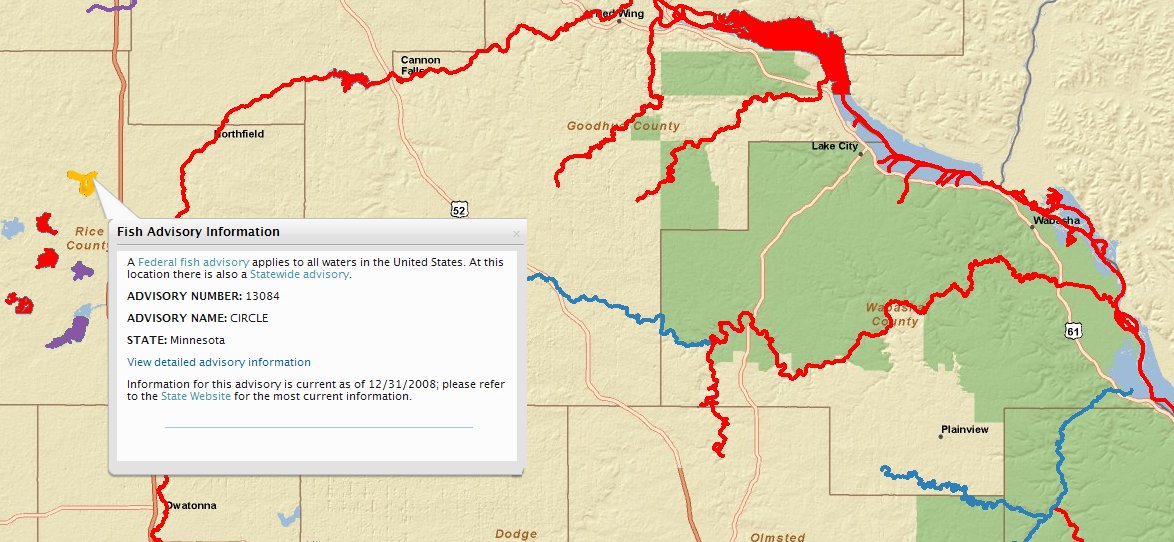 Red Wing
Cannon
Falls
Goodhue County
Northfield
Lake City
52
Rice
County
Wabasha
Fish Advisory Information
×
A Federal fish advisory applies to all waters in the United States. At this
location there is also a Statewide advisory.
ADVISORY NUMBER: 13084
ADVISORY NAME: CIRCLE
STATE: Minnesota
View detailed advisory information
Information for this advisory is current as of 12/31/2008; please refer
to the State Website for the most current information.
Wabasha
County
61
Plainview
Owatonna
Dodge
Olmsted